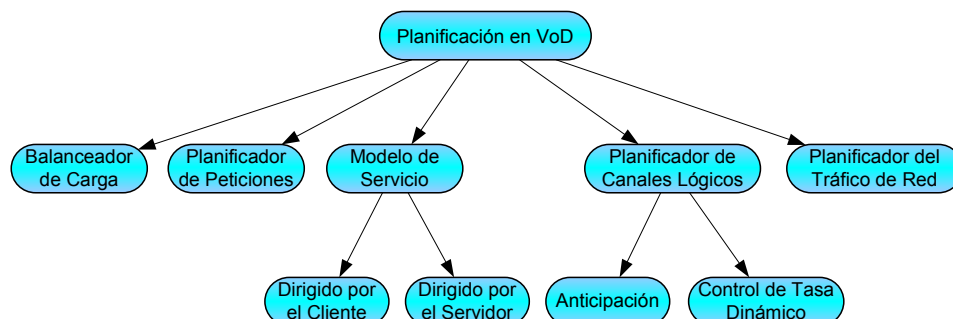 Planificación en VoD
Balanceador
de Carga
Planificador
de Peticiones
Modelo de
Servicio
Planificador de
Canales Lógicos
Planificador del
Tráfico de Red
Dirigido por
el Cliente
Dirigido por
el Servidor
Anticipación
Control de Tasa
Dinámico